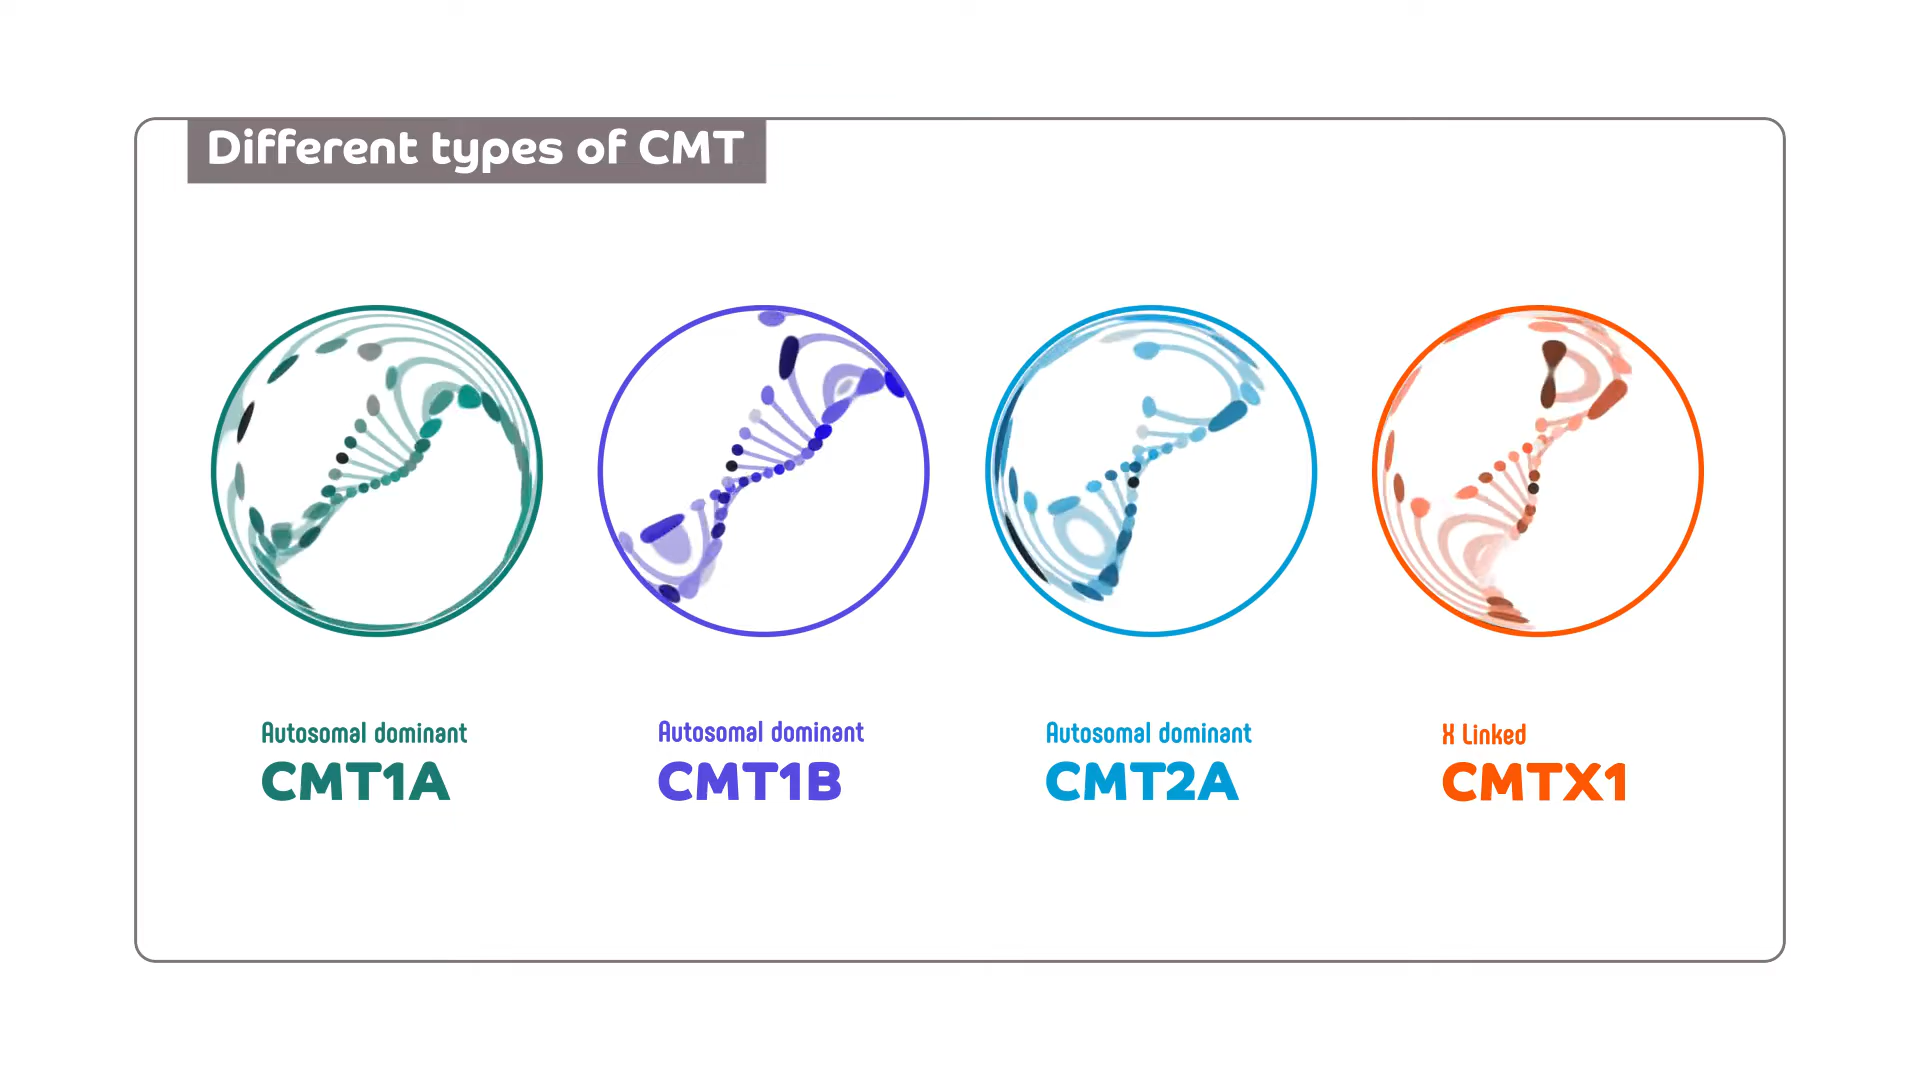 Different types of CMT
Autosomal dominant
CMT1A
Autosomal dominant
CMT1B
Autosomal dominant
CMT2A
X Linked
CMTX1